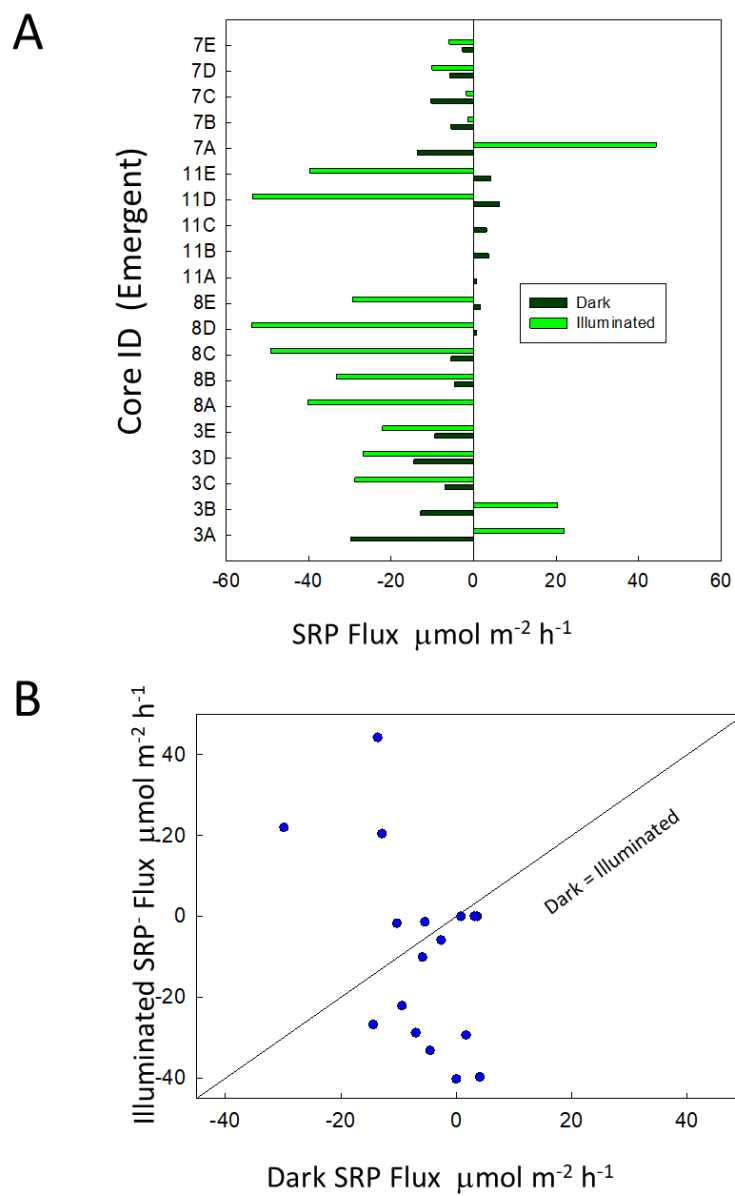 A
7E
7D
7C
7B
7A
11E
11D
11C
11B
11A
8E
8D
8C
8B
8A
3E
3D
3C
3B
3A
Core ID (Emergent)
Dark
Illuminated
-60 -40 -20 0 20 40 60
SRP Flux μmol m⁻² h⁻¹
B
Illuminated SRP⁻ Flux μmol m⁻² h⁻¹
40
20
0
-20
-40
Dark = Illuminated
-40 -20 0 20 40
Dark SRP Flux μmol m⁻² h⁻¹